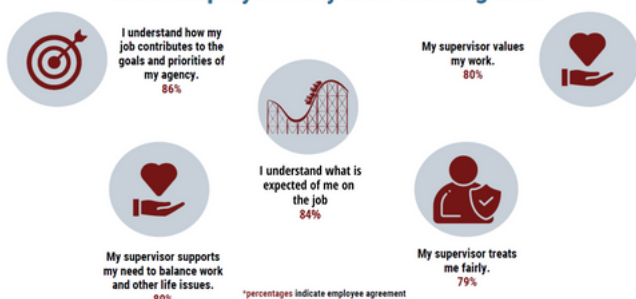 I understand how my
job contributes to the
goals and priorities of
my agency.
86%
My supervisor values
my work.
80%
I understand what is
expected of me on
the job
84%
My supervisor supports
my need to balance work
and other life issues.
My supervisor treats
me fairly.
79%
*percentages indicate employee agreement